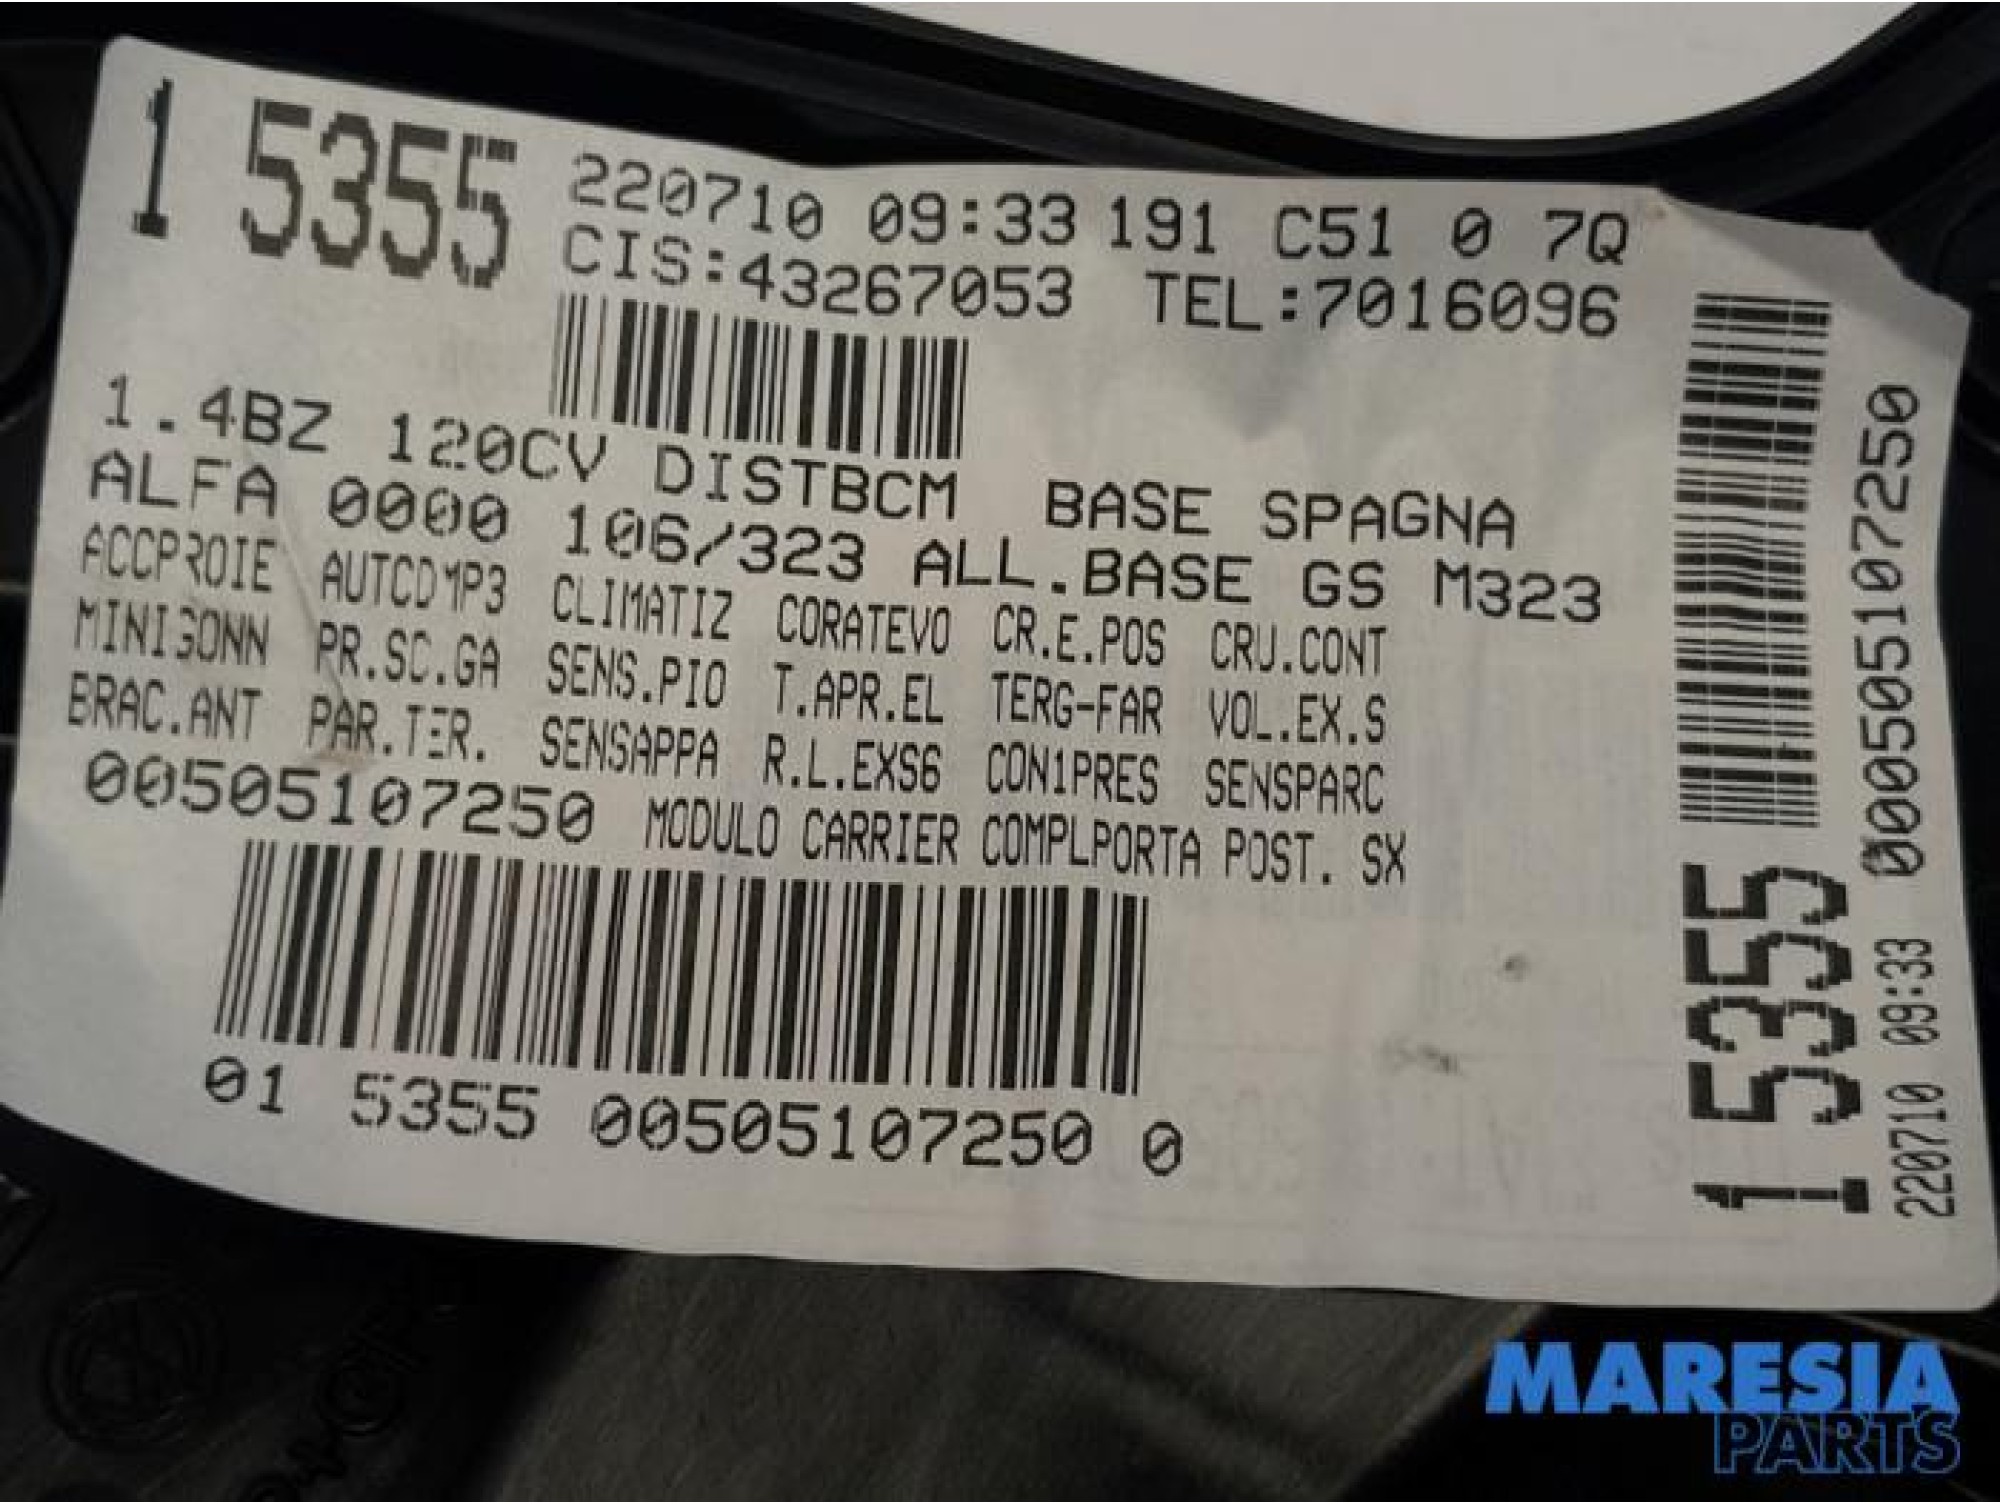 1 5355 220710 09:33 191 C51 0 7Q
CIS:43267053 TEL:7016096
1.4BZ 120CV DISTBCM BASE SPAGNA
ALFA 0000 106/323 ALL.BASE GS M323
ACCPROIE AUTCDMP3 CLIMATIZ CORATEVO CR.E.POS CRU.CONT
MINIGONN PR.SC.GA SENS.PIO T.APR.EL TERG-FAR VOL.EX.S
BRAC.ANT PAR.TER. SENSAPPA R.L.EXS6 CON1PRES SENSPARC
00505107250 MODULO CARRIER COMPLPORTA POST. SX
01 5355 00505107250 0
1 5355
220710 09:33 00505107250
MARESIA
PARTS